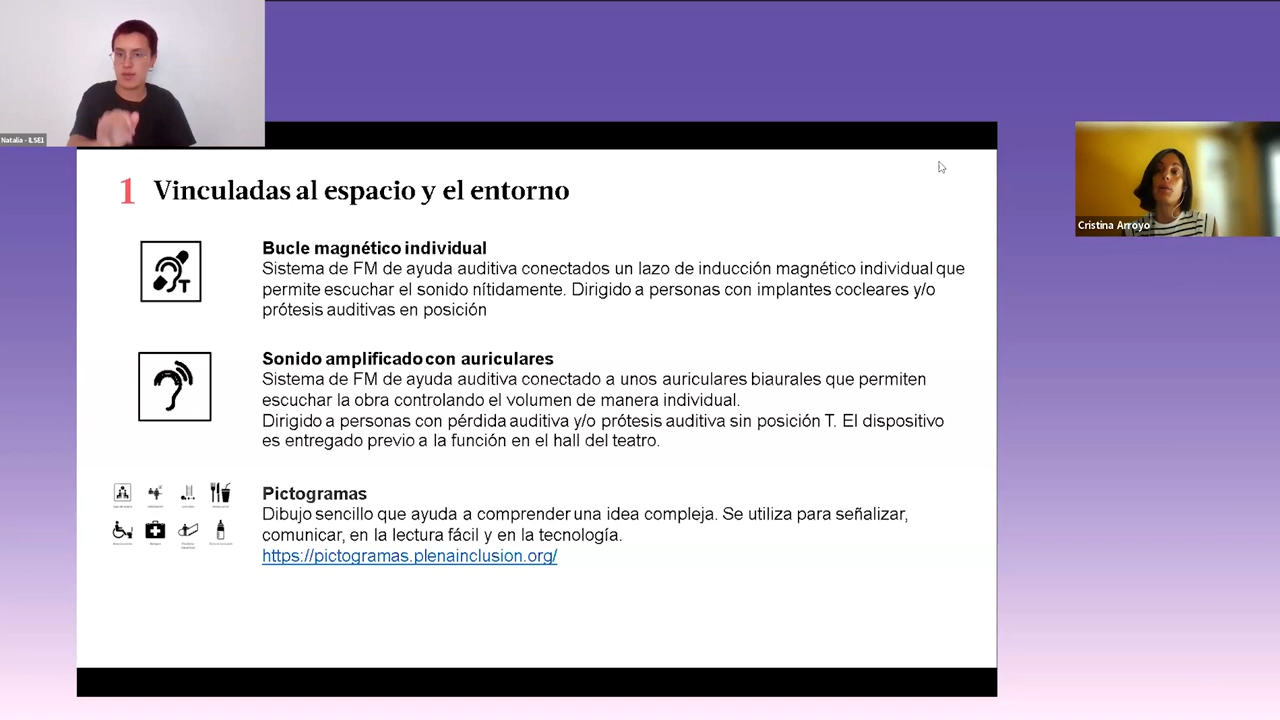 Natalia - ILSEI
Cristina Arroyo
1 Vinculadas al espacio y el entorno
Bucle magnético individual
Sistema de FM de ayuda auditiva conectados un lazo de inducción magnético individual que
permite escuchar el sonido nítidamente. Dirigido a personas con implantes cocleares y/o
prótesis auditivas en posición
T
Sonido amplificado con auriculares
Sistema de FM de ayuda auditiva conectado a unos auriculares biaurales que permiten
escuchar la obra controlando el volumen de manera individual.
Dirigido a personas con pérdida auditiva y/o prótesis auditiva sin posición T. El dispositivo
es entregado previo a la función en el hall del teatro.
Pictogramas
Dibujo sencillo que ayuda a comprender una idea compleja. Se utiliza para señalizar,
comunicar, en la lectura fácil y en la tecnología.
https://pictogramas.plenainclusion.org/